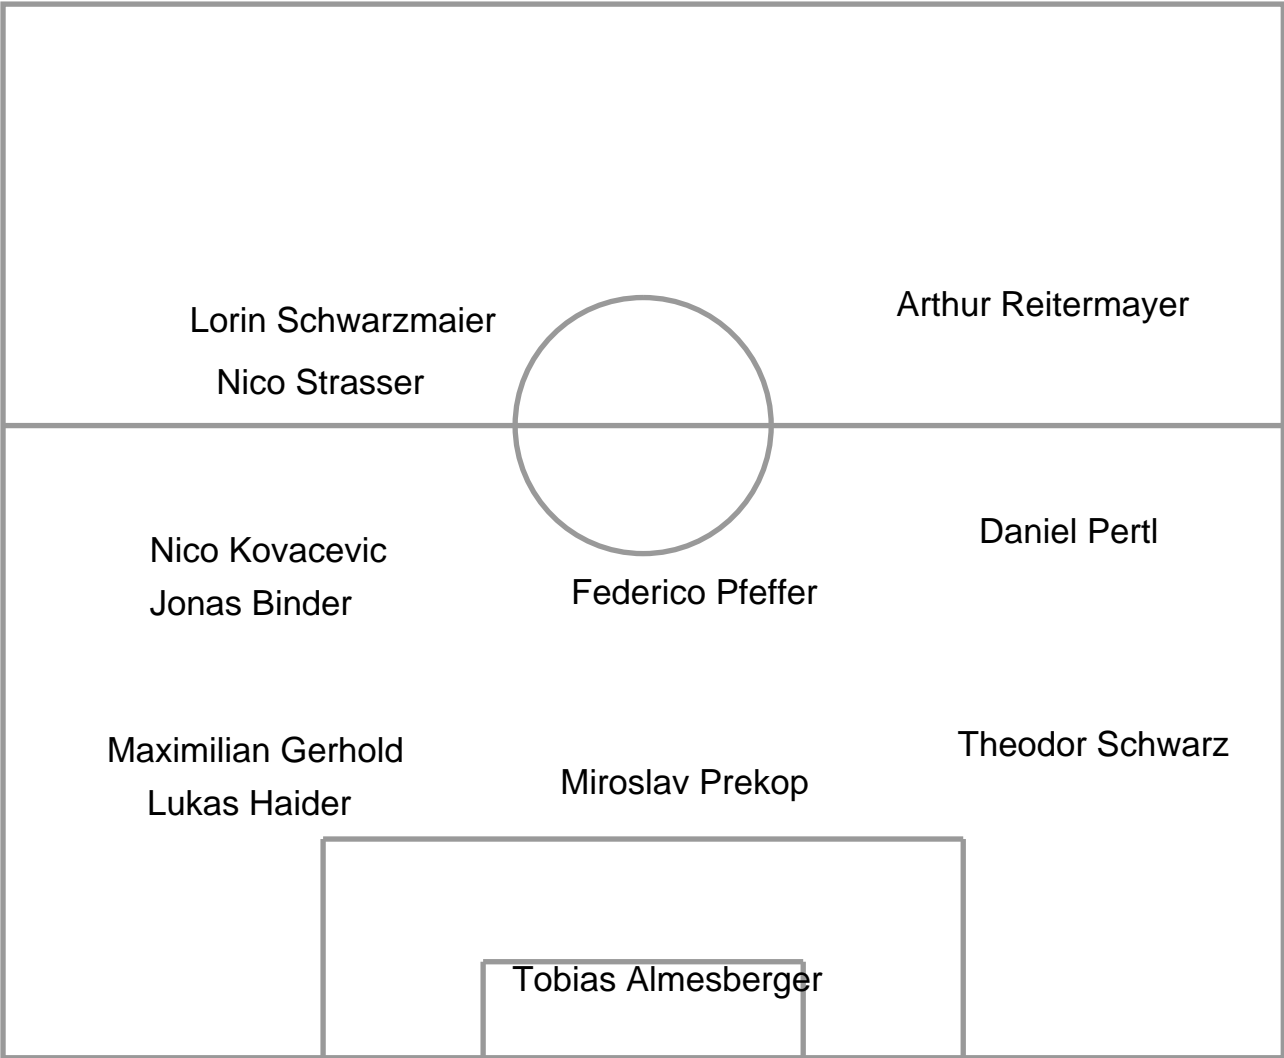 Arthur Reitermayer
Lorin Schwarzmaier
Nico Strasser
Daniel Pertl
Nico Kovacevic
Federico Pfeffer
Jonas Binder
Theodor Schwarz
Maximilian Gerhold
Miroslav Prekop
Lukas Haider
Tobias Almesberger